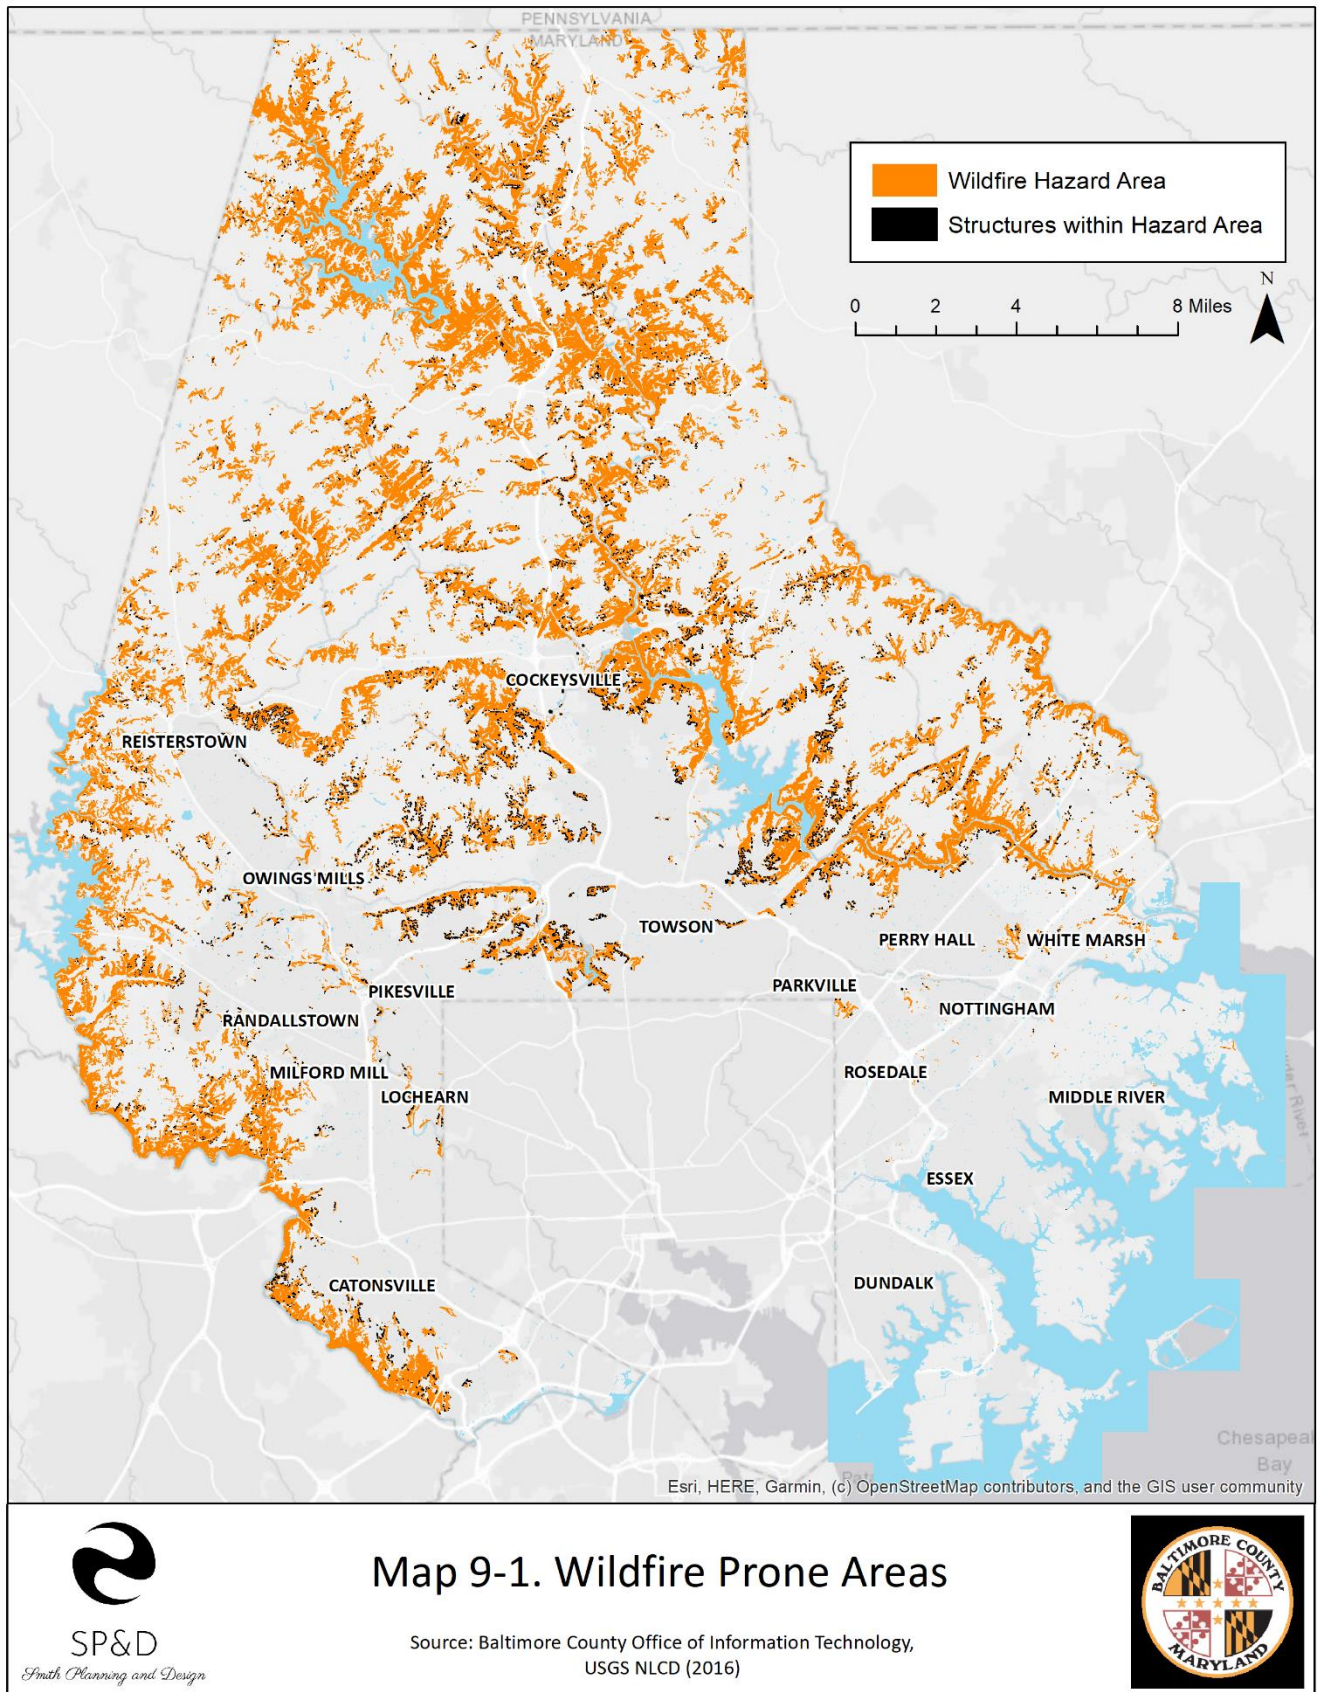 PENNSYLVANIA
MARYLAND
Wildfire Hazard Area
Structures within Hazard Area
N
0 2 4 8 Miles
COCKEYSVILLE
REISTERSTOWN
OWINGS MILLS
TOWSON
PERRY HALL
WHITE MARSH
PIKESVILLE
PARKVILLE
NOTTINGHAM
RANDALLSTOWN
MILFORD MILL
ROSEDALE
LOCHEARN
MIDDLE RIVER
ESSEX
CATONSVILLE
DUNDALK
Chesapeak
Bay
Esri, HERE, Garmin, (c) OpenStreetMap contributors, and the GIS user community
Map 9-1. Wildfire Prone Areas
Source: Baltimore County Office of Information Technology,
USGS NLCD (2016)
SP&D
Smith Planning and Design
BALTIMORE COUNTY
MARYLAND